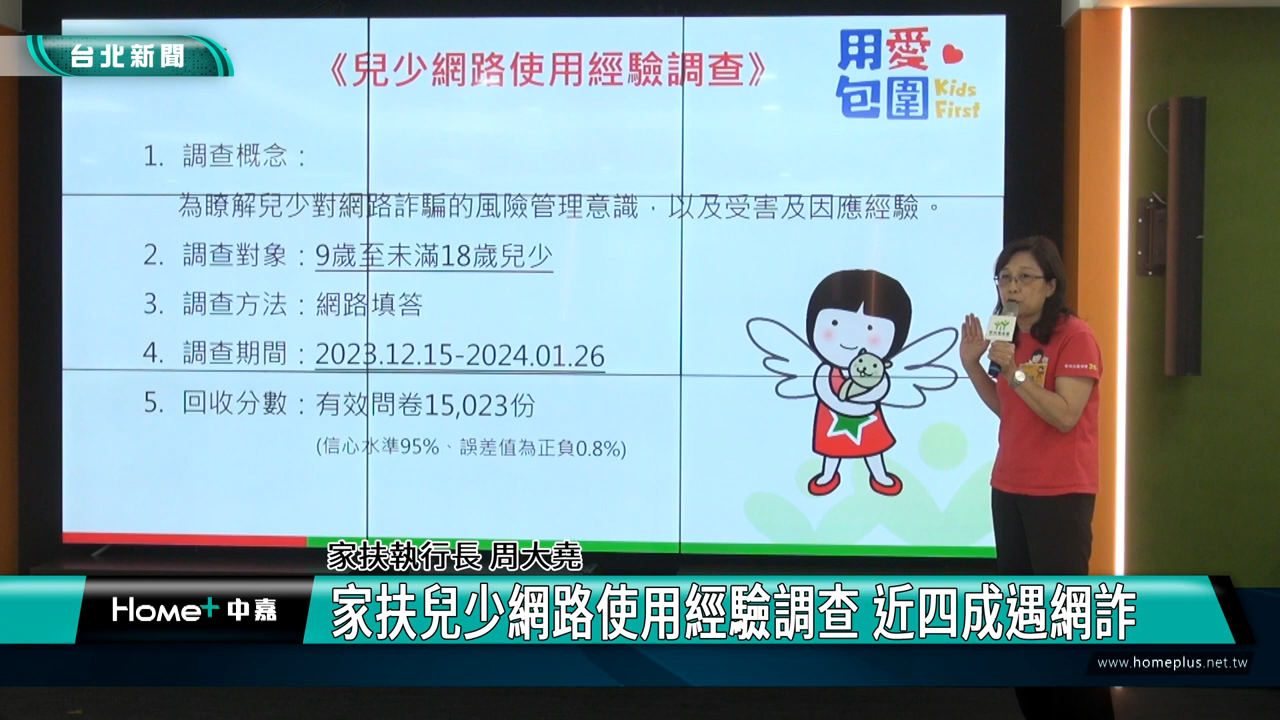 台北新聞
《兒少網路使用經驗調查》
用愛
包圍
Kids
First
1. 調查概念：
為瞭解兒少對網路詐騙的風險管理意識，以及受害及因應經驗。
2. 調查對象：9歲至未滿18歲兒少
3. 調查方法：網路填答
4. 調查期間：2023.12.15-2024.01.26
5. 回收分數：有效問卷15,023份
(信心水準95%、誤差值為正負0.8%)
家扶執行長 周大堯
Home+ 中嘉
家扶兒少網路使用經驗調查 近四成遇網詐
www.homeplus.net.tw